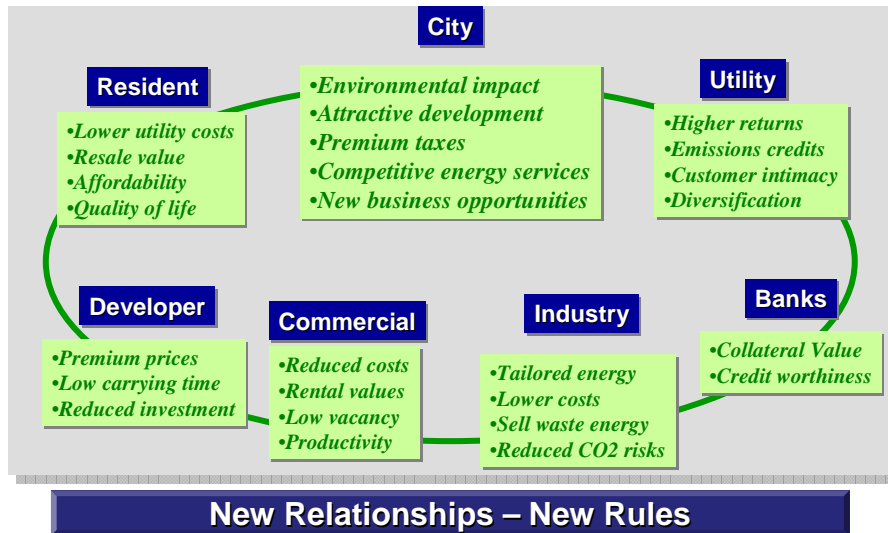 City
•Environmental impact
•Attractive development
•Premium taxes
•Competitive energy services
•New business opportunities
Resident
•Lower utility costs
•Resale value
•Affordability
•Quality of life
Utility
•Higher returns
•Emissions credits
•Customer intimacy
•Diversification
Developer
•Premium prices
•Low carrying time
•Reduced investment
Commercial
•Reduced costs
•Rental values
•Low vacancy
•Productivity
Industry
•Tailored energy
•Lower costs
•Sell waste energy
•Reduced CO2 risks
Banks
•Collateral Value
•Credit worthiness
New Relationships – New Rules